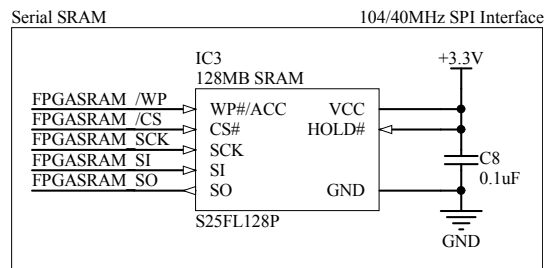 Serial SRAM 104/40MHz SPI Interface
IC3
128MB SRAM
+3.3V
FPGASRAM_/WP WP#/ACC VCC
FPGASRAM_/CS CS# HOLD#
FPGASRAM_SCK SCK
FPGASRAM_SI SI
FPGASRAM_SO SO GND
C8
0.1uF
S25FL128P
GND